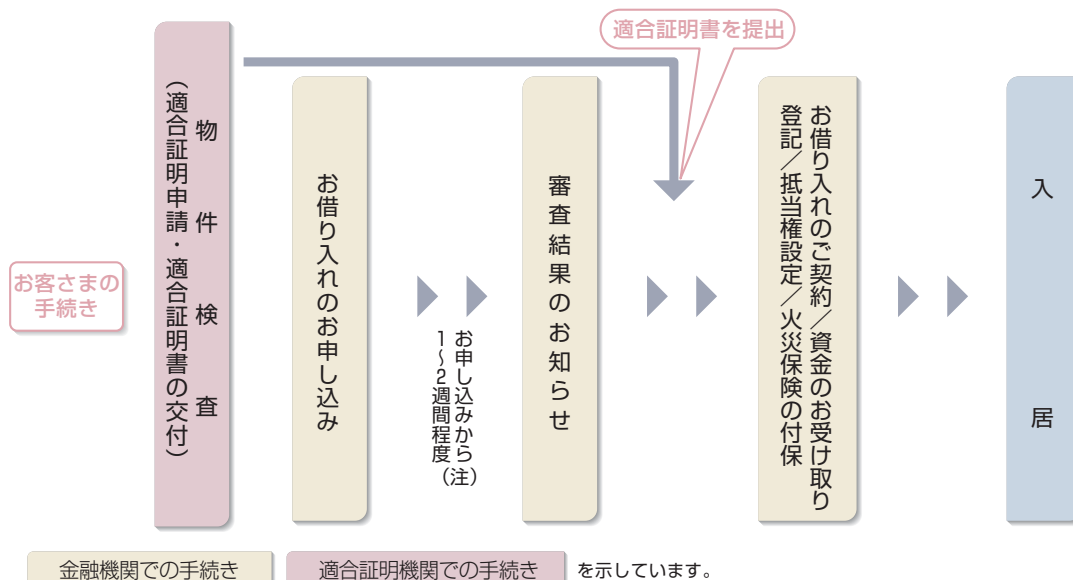 適合証明書を提出
お客さまの
手続き
物件検査
（適合証明申請・適合証明書の交付）
お借り入れのお申し込み
お申し込みから
1〜2週間程度（注）
審査結果のお知らせ
お借り入れのご契約／資金のお受け取り
登記／抵当権設定／火災保険の付保
入居
金融機関での手続き
適合証明機関での手続き
を示しています。